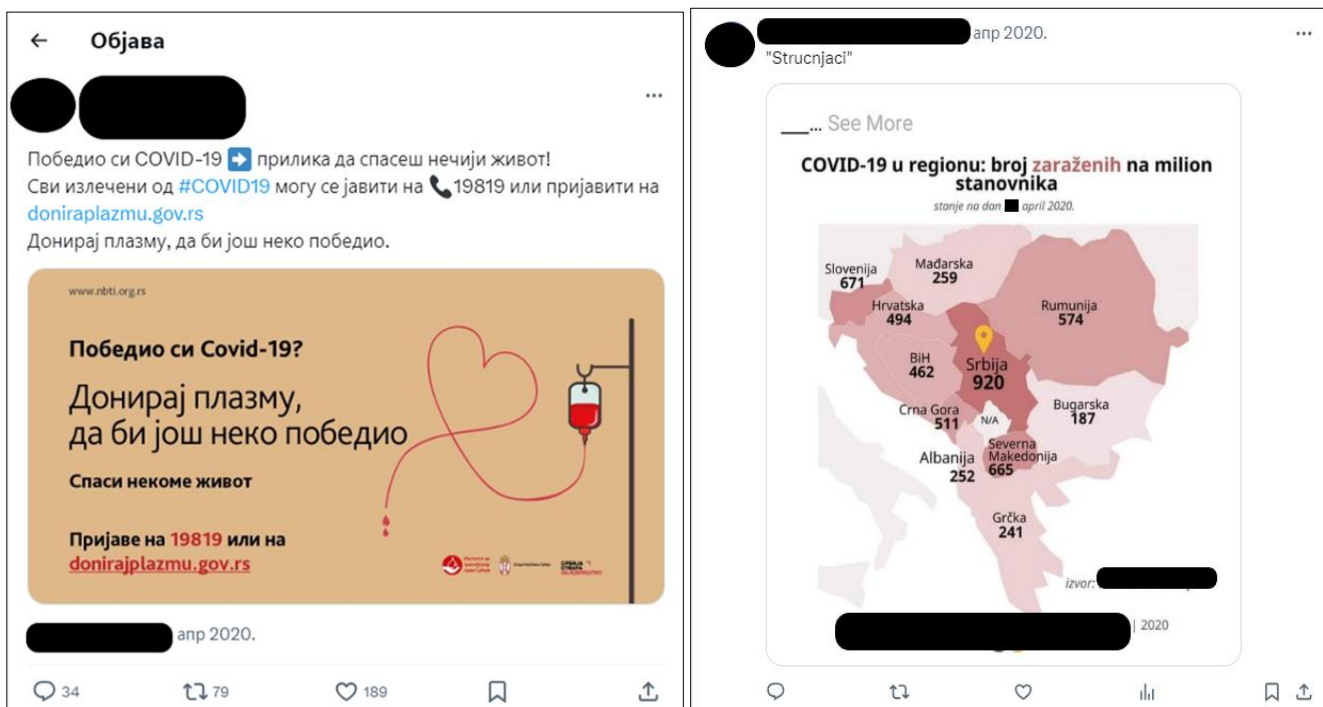 Објава
Победио си COVID-19 ➡ прилика да спасеш нечији живот!
Сви излечени од #COVID19 могу се јавити на 📞19819 или пријавити на
doniraplazmu.gov.rs
Донирај плазму, да би још неко победио.
www.nbti.org.rs
Победио си Covid-19?
Донирај плазму,
да би још неко победио
Спаси некоме живот
Пријаве на 19819 или на
donirajplazmu.gov.rs
апр 2020.
34
79
189
апр 2020.
"Strucnjaci"
__... See More
COVID-19 u regionu: broj zaraženih na milion
stanovnika
stanje na dan april 2020.
Slovenija
671
Mađarska
259
Hrvatska
494
Rumunija
574
BiH
462
Srbija
920
Crna Gora
511
N/A
Bugarska
187
Albanija
252
Severna
Makedonija
665
Grčka
241
izvor:
| 2020